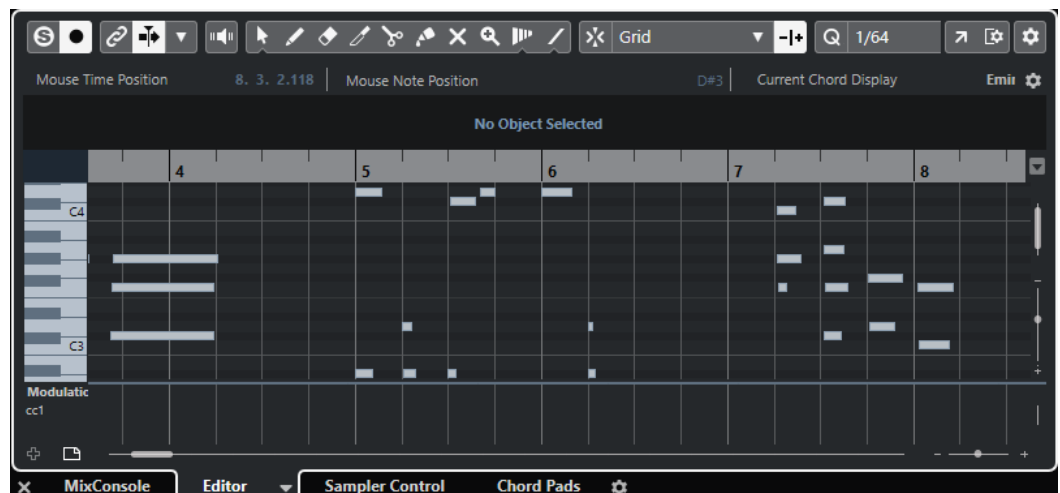 Grid Q 1/64
Mouse Time Position 8. 3. 2.118 Mouse Note Position D#3 Current Chord Display
No Object Selected
4 5 6 7 8
C4
C3
cc1
MixConsole Editor Sampler Control Chord Pads